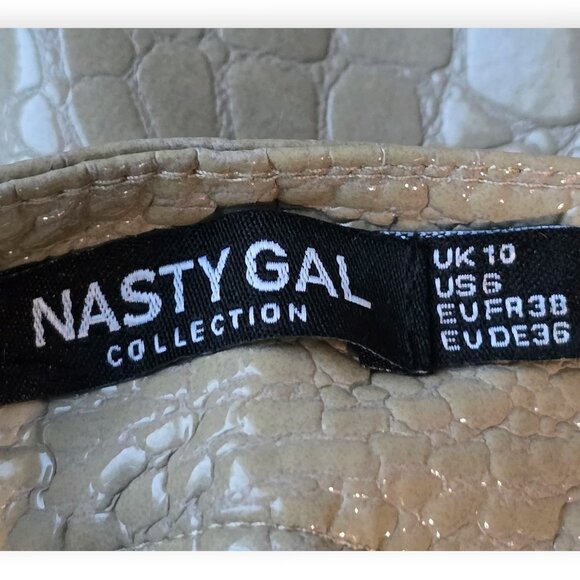 NASTY GAL
COLLECTION
UK 10
US 6
EU FR 38
EU DE 36